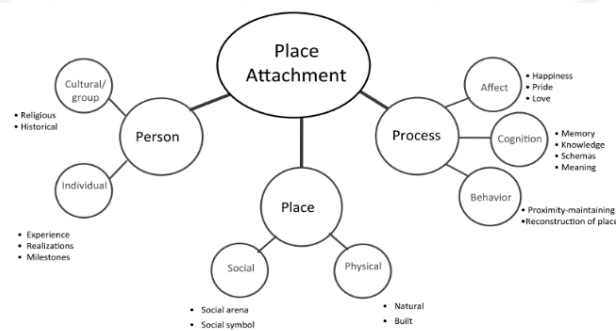 Place
Attachment
Cultural/
group
• Religious
• Historical
Person
Individual
• Experience
• Realizations
• Milestones
Place
Social
• Social arena
• Social symbol
Physical
• Natural
• Built
Process
Affect
• Happiness
• Pride
• Love
Cognition
• Memory
• Knowledge
• Schemas
• Meaning
Behavior
• Proximity-maintaining
•Reconstruction of place